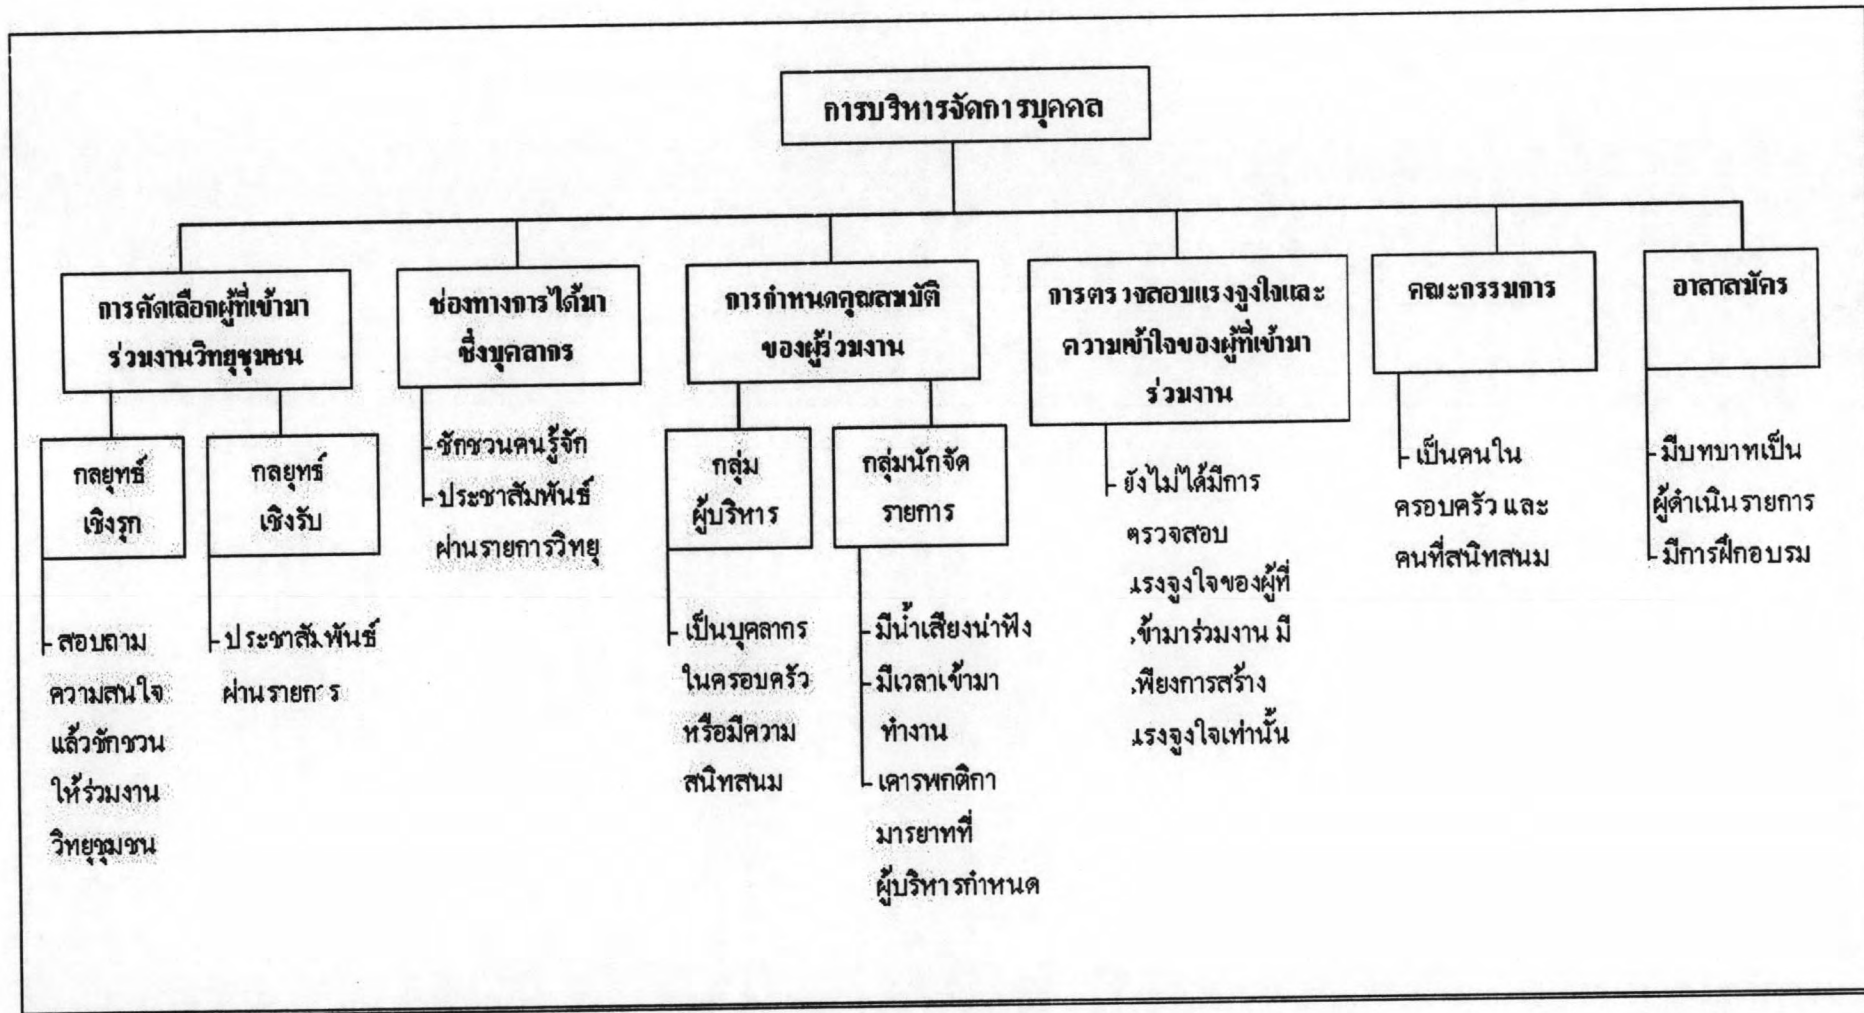 การบริหารจัดการบุคคล
การคัดเลือกผู้ที่เข้ามา
ร่วมงานวิทยุชุมชน
กลยุทธ์
เชิงรุก
- สอบถาม
ความสนใจ
แล้วชักชวน
ให้ร่วมงาน
วิทยุชุมชน
กลยุทธ์
เชิงรับ
- ประชาสัมพันธ์
ผ่านรายการ
ช่องทางการได้มา
ซึ่งบุคลากร
- ชักชวนคนรู้จัก
- ประชาสัมพันธ์
ผ่านรายการวิทยุ
การกำหนดคุณสมบัติ
ของผู้ร่วมงาน
กลุ่ม
ผู้บริหาร
- เป็นบุคลากร
ในครอบครัว
หรือมีความ
สนิทสนม
กลุ่มนักจัด
รายการ
- มีน้ำเสียงน่าฟัง
- มีเวลาเข้ามา
ทำงาน
- เคารพกติกา
มารยาทที่
ผู้บริหารกำหนด
การตรวจสอบแรงจูงใจและ
ความเข้าใจของผู้ที่เข้ามา
ร่วมงาน
- ยังไม่ได้มีการ
ตรวจสอบ
แรงจูงใจของผู้ที่
เข้ามาร่วมงาน มี
เพียงการสร้าง
แรงจูงใจเท่านั้น
คณะกรรมการ
- เป็นคนใน
ครอบครัว และ
คนที่สนิทสนม
อาสาสมัคร
- มีบทบาทเป็น
ผู้ดำเนินรายการ
- มีการฝึกอบรม